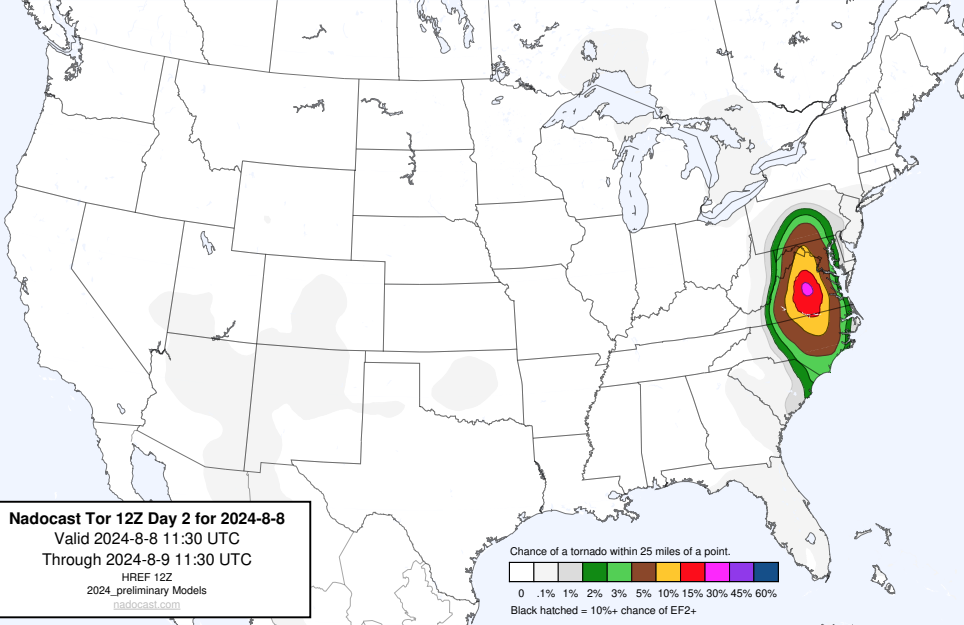 Nadocast Tor 12Z Day 2 for 2024-8-8
Valid 2024-8-8 11:30 UTC
Through 2024-8-9 11:30 UTC
HREF 12Z
2024_preliminary Models
nadocast.com
Chance of a tornado within 25 miles of a point.
0 .1% 1% 2% 3% 5% 10% 15% 30% 45% 60%
Black hatched = 10%+ chance of EF2+